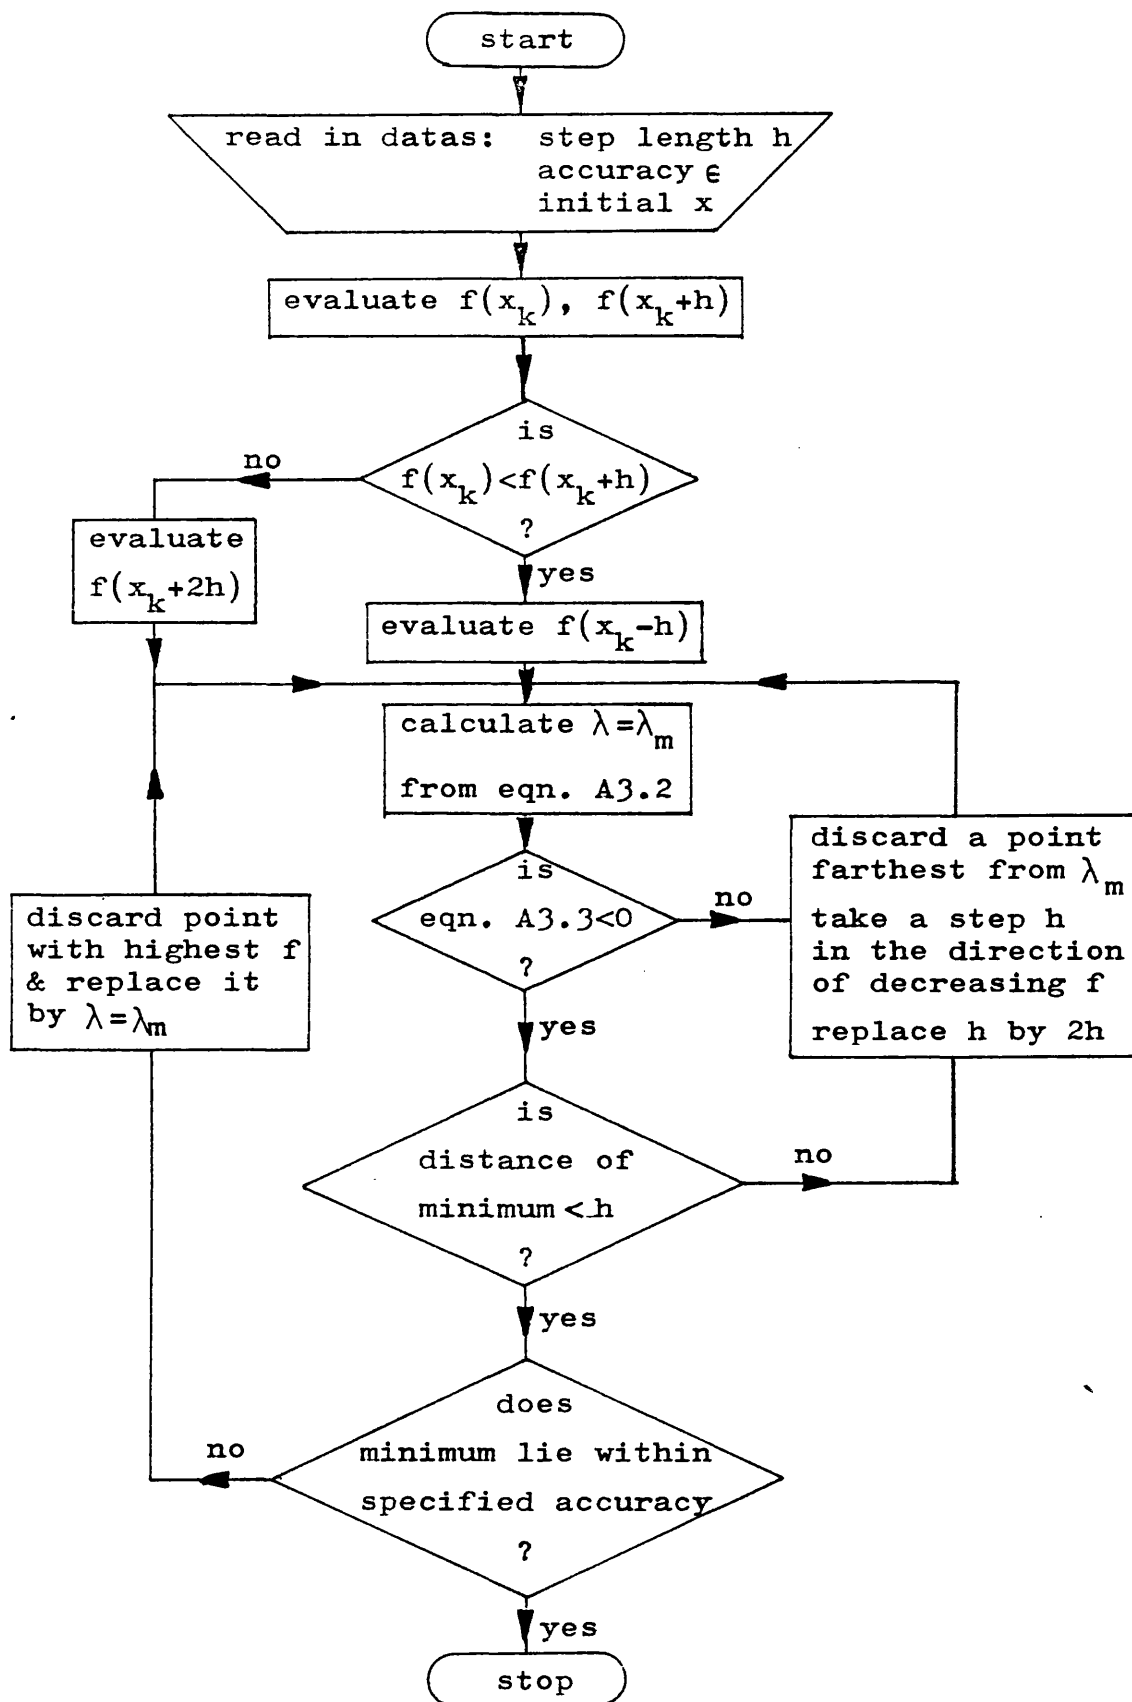 start
read in datas: step length h
accuracy ϵ
initial x
evaluate f(x_k), f(x_k+h)
is
f(x_k)<f(x_k+h)
?
no
evaluate
f(x_k+2h)
yes
evaluate f(x_k-h)
calculate λ=λ_m
from eqn. A3.2
is
eqn. A3.3<0
?
no
discard a point
farthest from λ_m
take a step h
in the direction
of decreasing f
replace h by 2h
discard point
with highest f
& replace it
by λ=λ_m
yes
is
distance of
minimum < h
?
no
yes
does
minimum lie within
specified accuracy
?
no
yes
stop